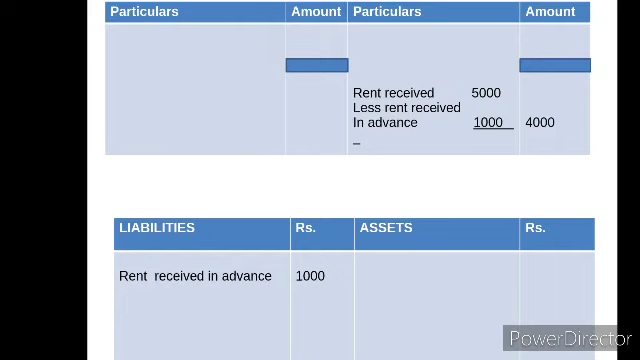 Particulars Amount Particulars Amount
Rent received 5000
Less rent received
In advance 1000 4000
LIABILITIES Rs. ASSETS Rs.
Rent received in advance 1000
PowerDirector